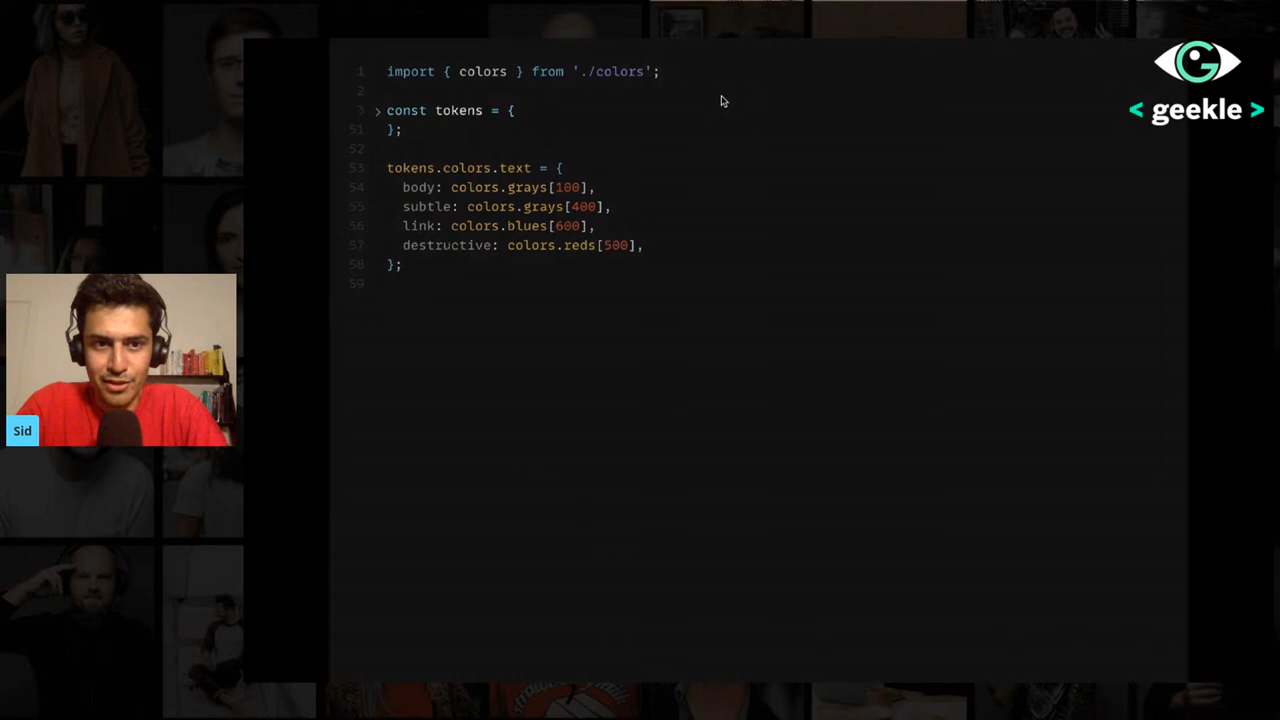 1 import { colors } from './colors';
2
3 > const tokens = {
51 };
52
53 tokens.colors.text = {
54 body: colors.grays[100],
55 subtle: colors.grays[400],
56 link: colors.blues[600],
57 destructive: colors.reds[500],
58 };
59
G
< geekle >
Sid